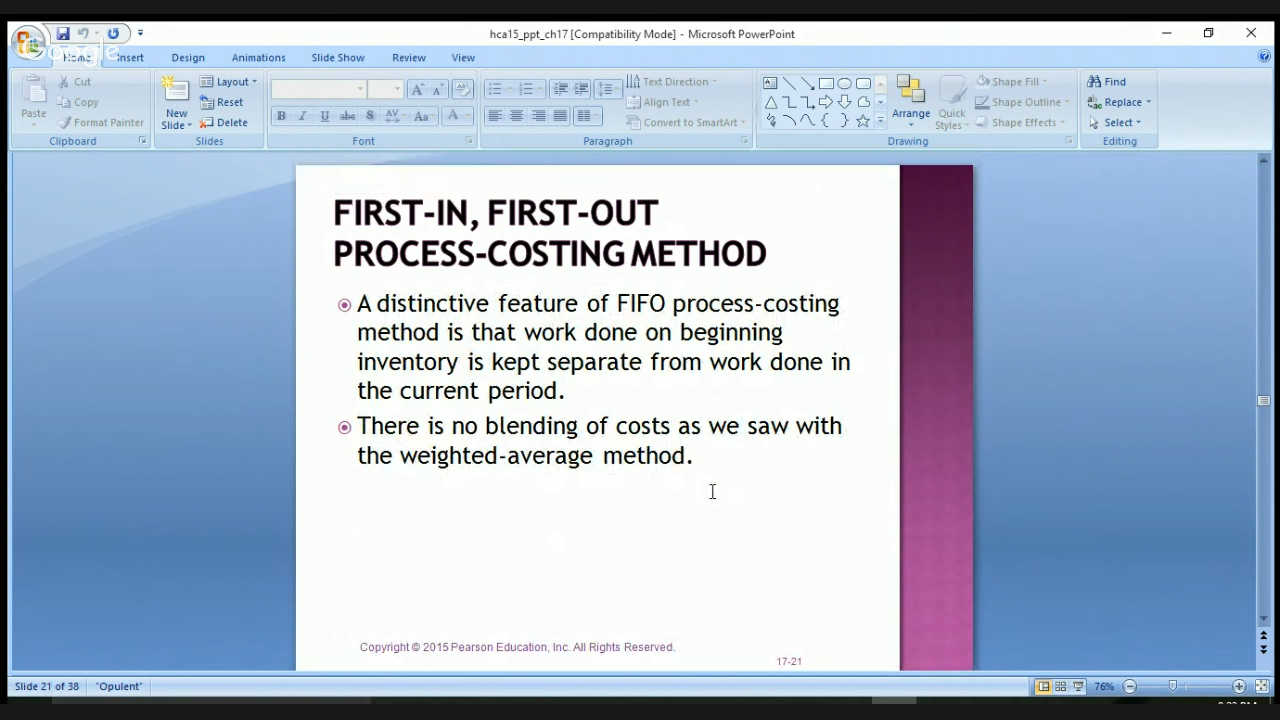 hca15_ppt_ch17 [Compatibility Mode] - Microsoft PowerPoint
Google
Home Insert Design Animations Slide Show Review View
Paste
Cut
Copy
Format Painter
Clipboard
New Slide
Layout
Reset
Delete
Slides
Font
Text Direction
Align Text
Convert to SmartArt
Paragraph
Arrange
Quick Styles
Shape Fill
Shape Outline
Shape Effects
Drawing
Find
Replace
Select
Editing
FIRST-IN, FIRST-OUT
PROCESS-COSTING METHOD
A distinctive feature of FIFO process-costing
method is that work done on beginning
inventory is kept separate from work done in
the current period.
There is no blending of costs as we saw with
the weighted-average method.
Copyright © 2015 Pearson Education, Inc. All Rights Reserved.
17-21
Slide 21 of 38 "Opulent" 76%